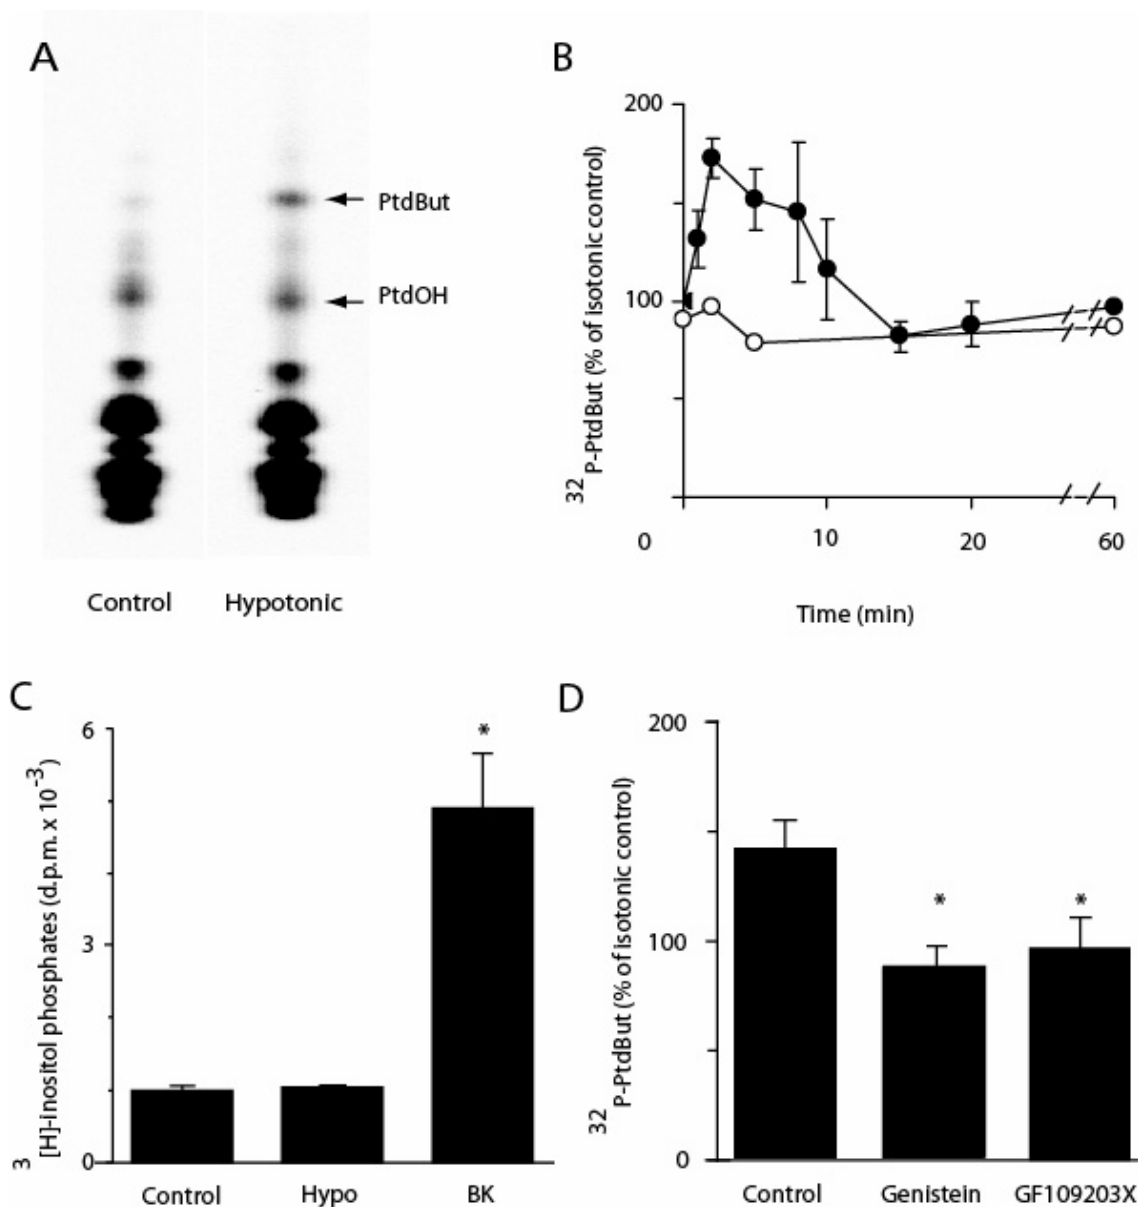 A
PtdBut
PtdOH
Control Hypotonic
B
32P-PtdBut (% of isotonic control)
200
100
0 10 20 60
Time (min)
C
3[H]-inositol phosphates (d.p.m. x 10-3)
6
*
3
0
Control Hypo BK
D
32P-PtdBut (% of isotonic control)
200
100
* *
0
Control Genistein GF109203X